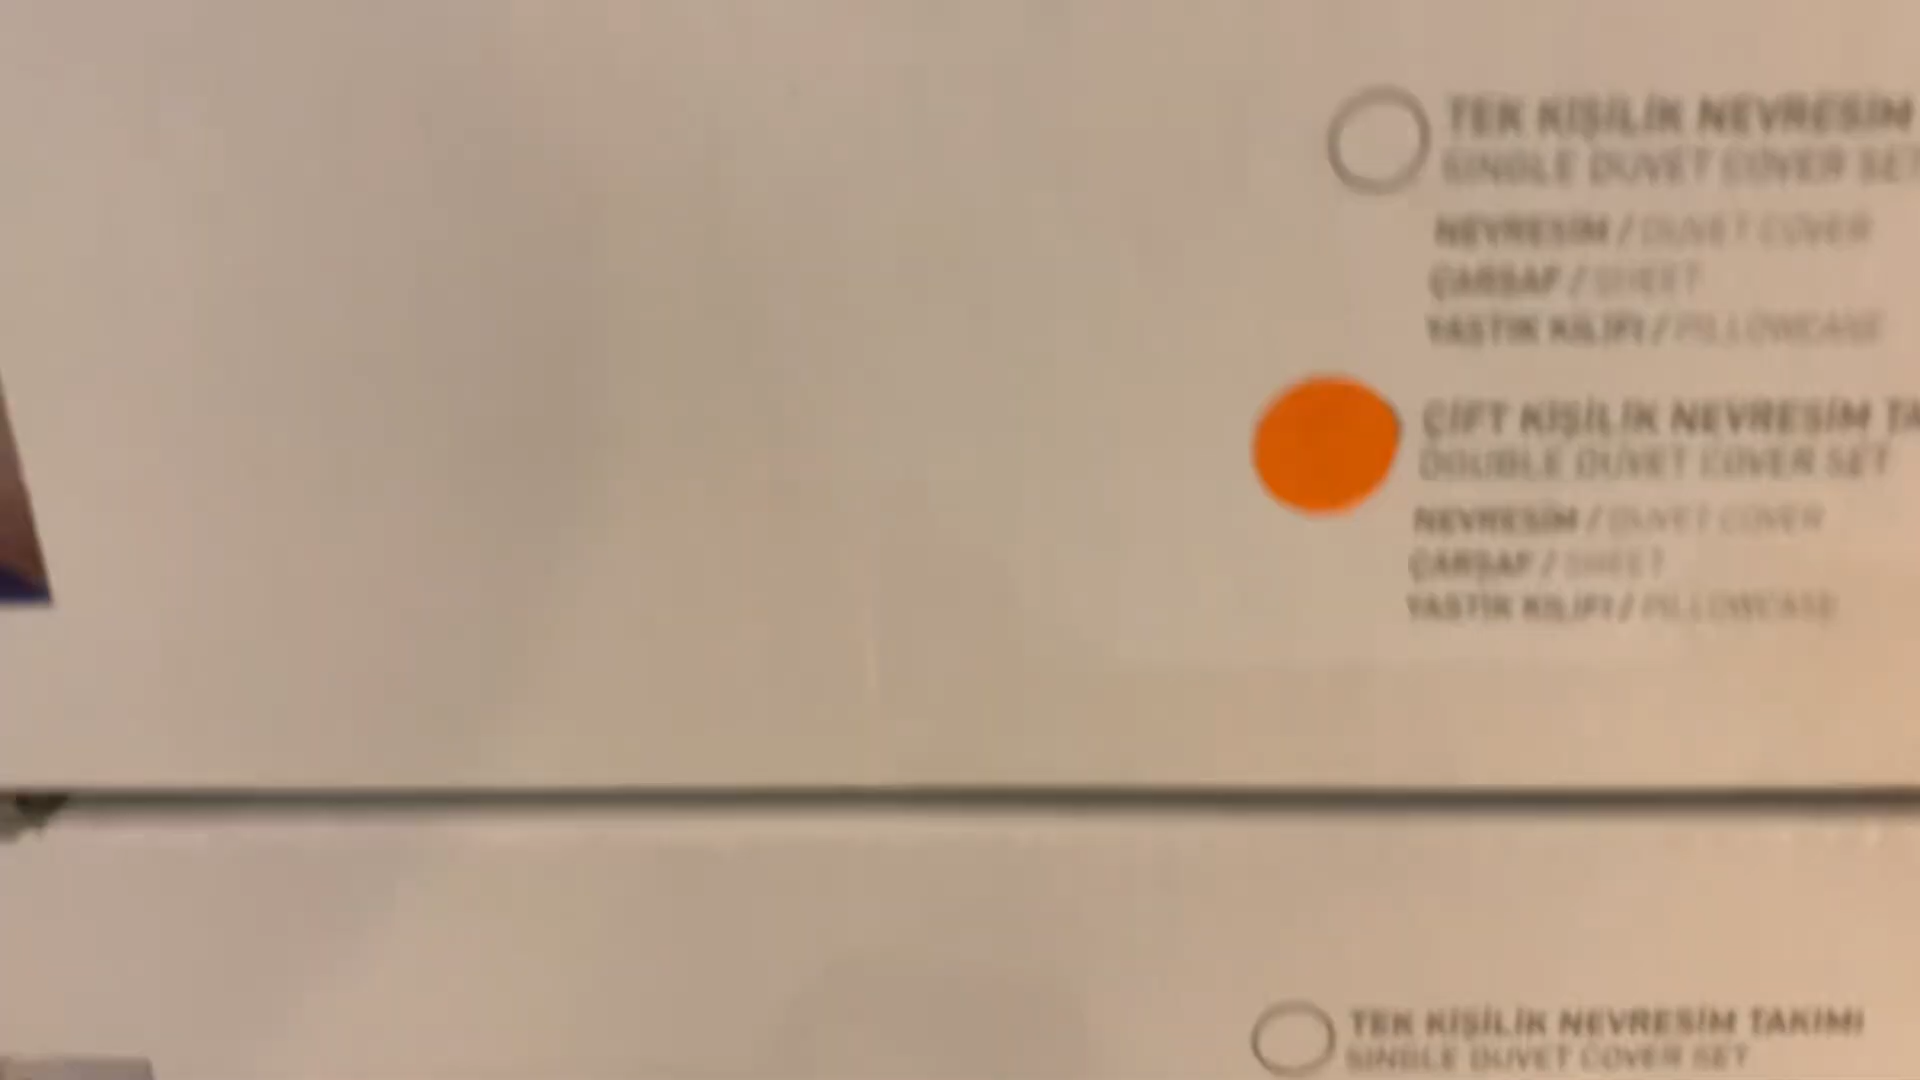 TEK KİŞİLİK NEVRESİM
SINGLE DUVET COVER SET
NEVRESİM / DUVET COVER
ÇARŞAF / SHEET
YASTIK KILIFI / PILLOWCASE
ÇİFT KİŞİLİK NEVRESİM TA
DOUBLE DUVET COVER SET
NEVRESİM / DUVET COVER
ÇARŞAF / SHEET
YASTIK KILIFI / PILLOWCASE
TEK KİŞİLİK NEVRESİM TAKIMI
SINGLE DUVET COVER SET